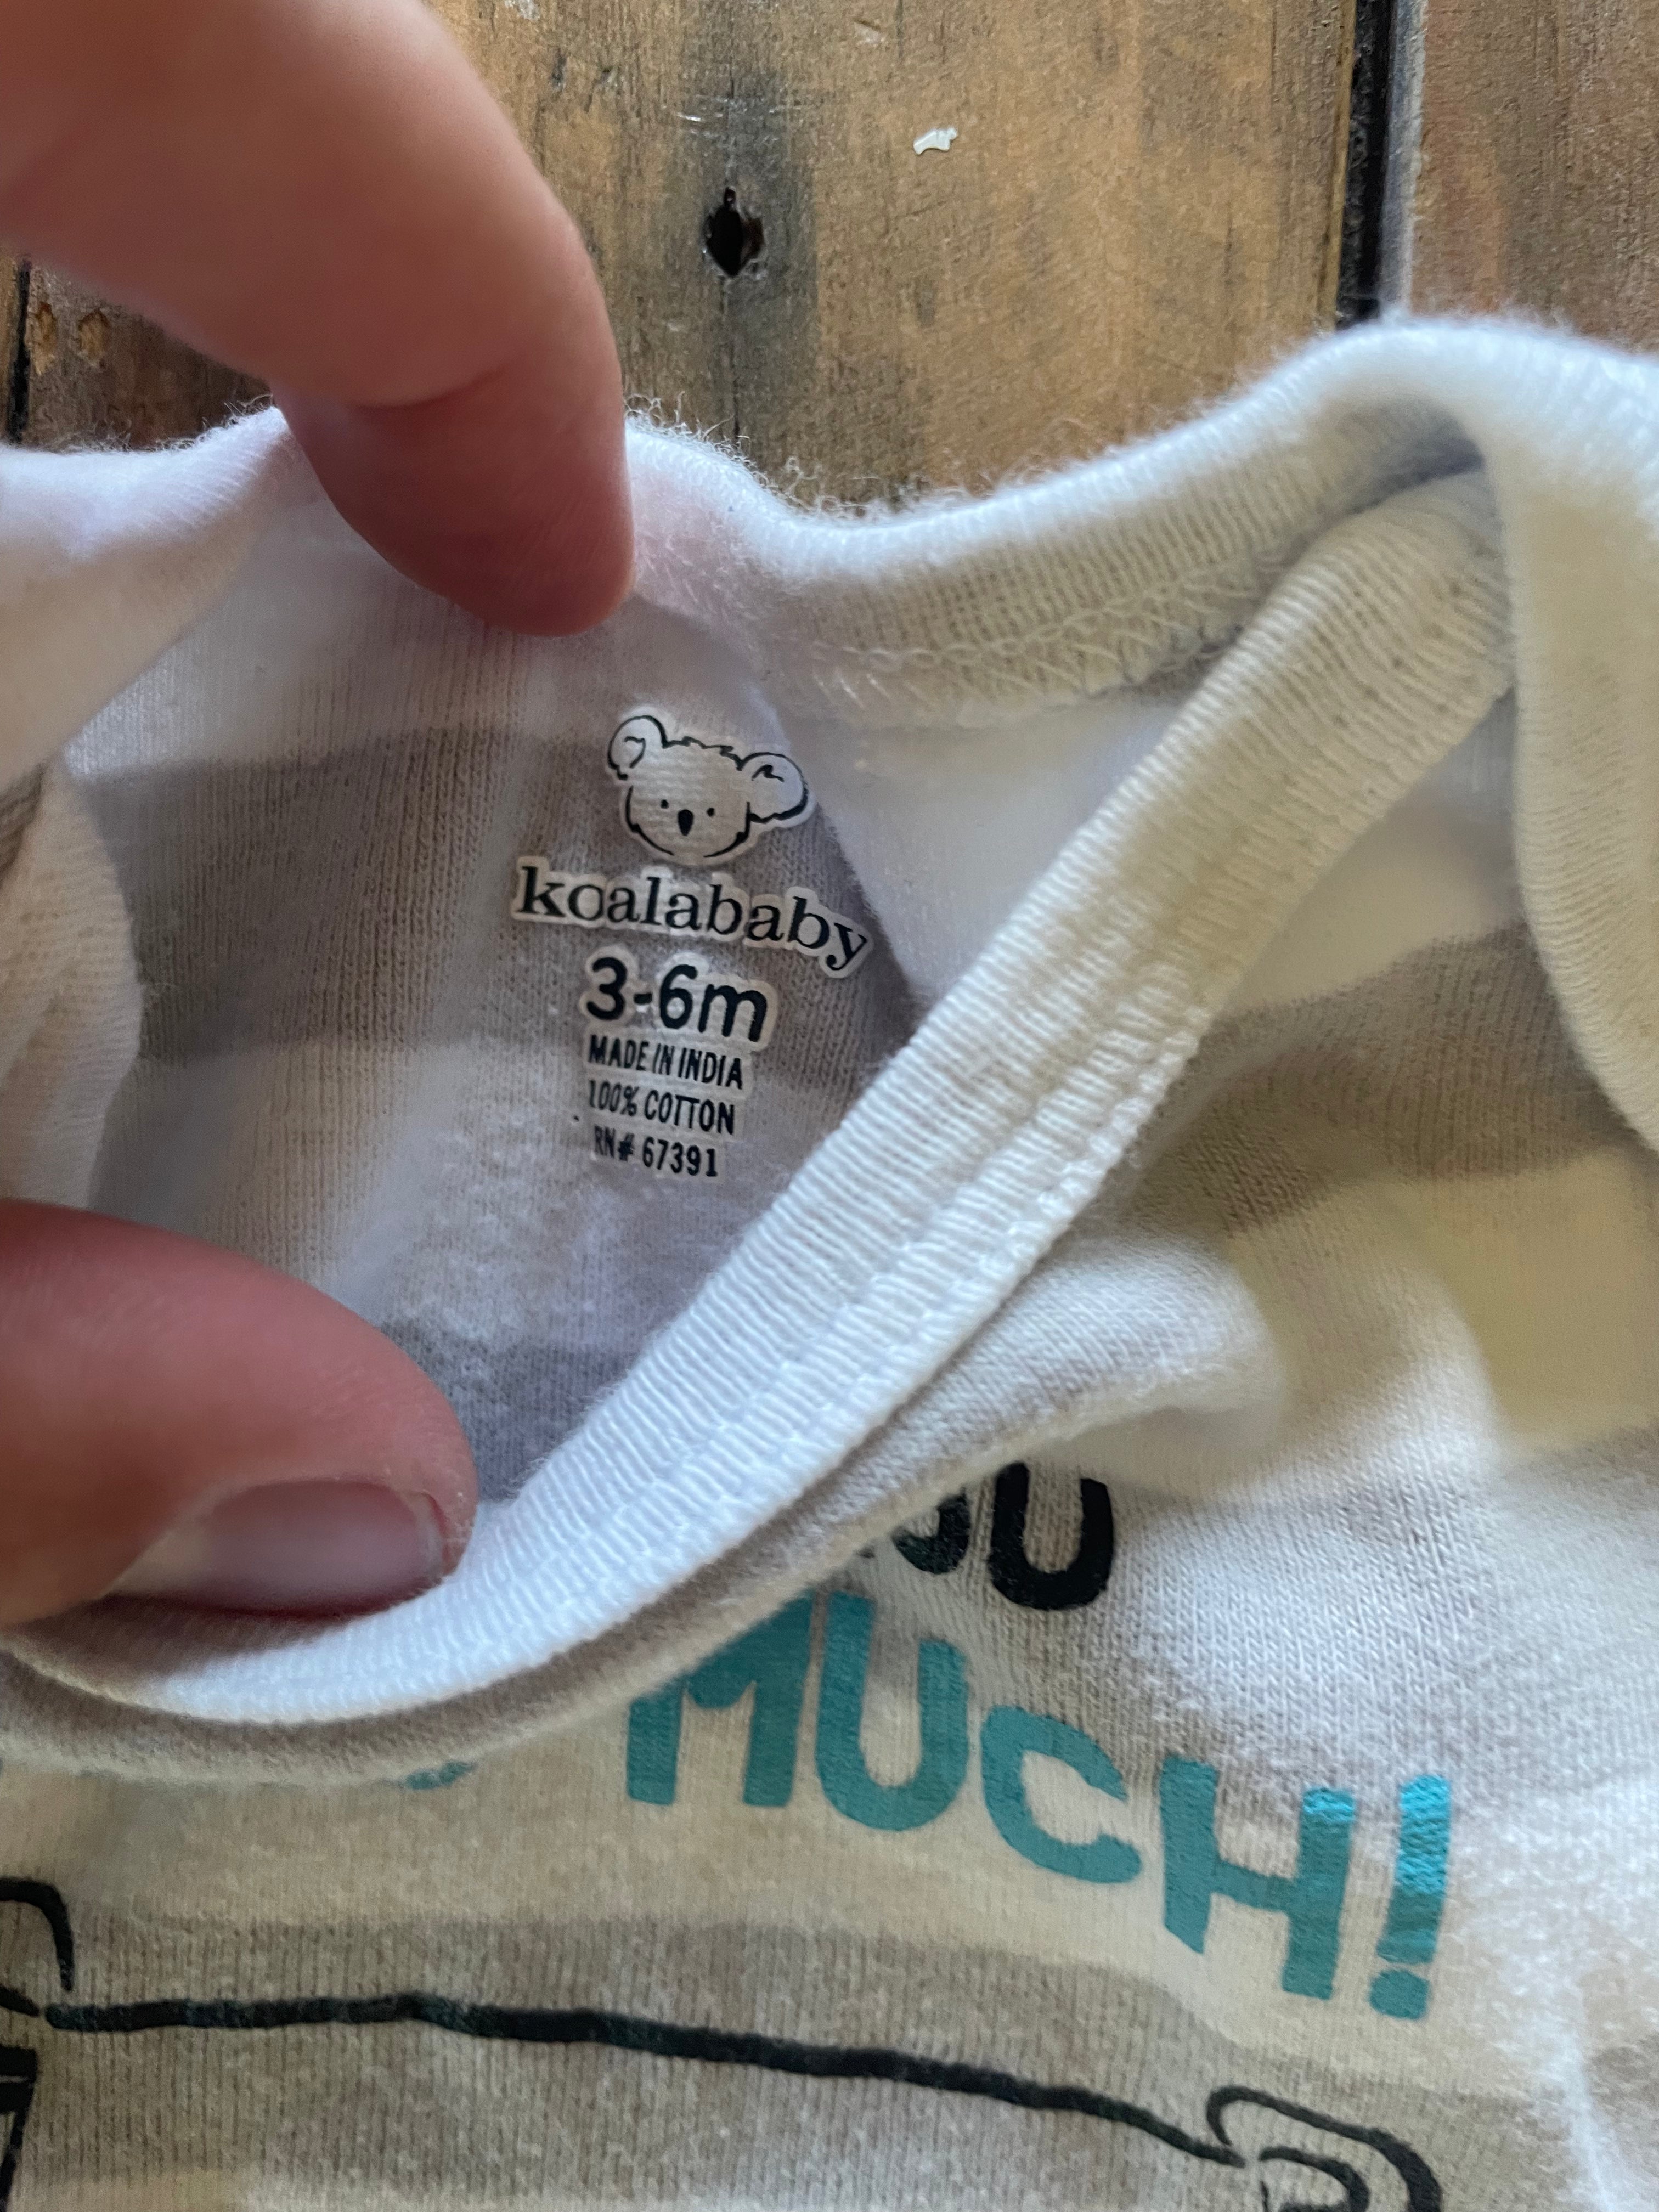 koalababy
3-6m
MADE IN INDIA
100% COTTON
RN# 67391
MUCH!